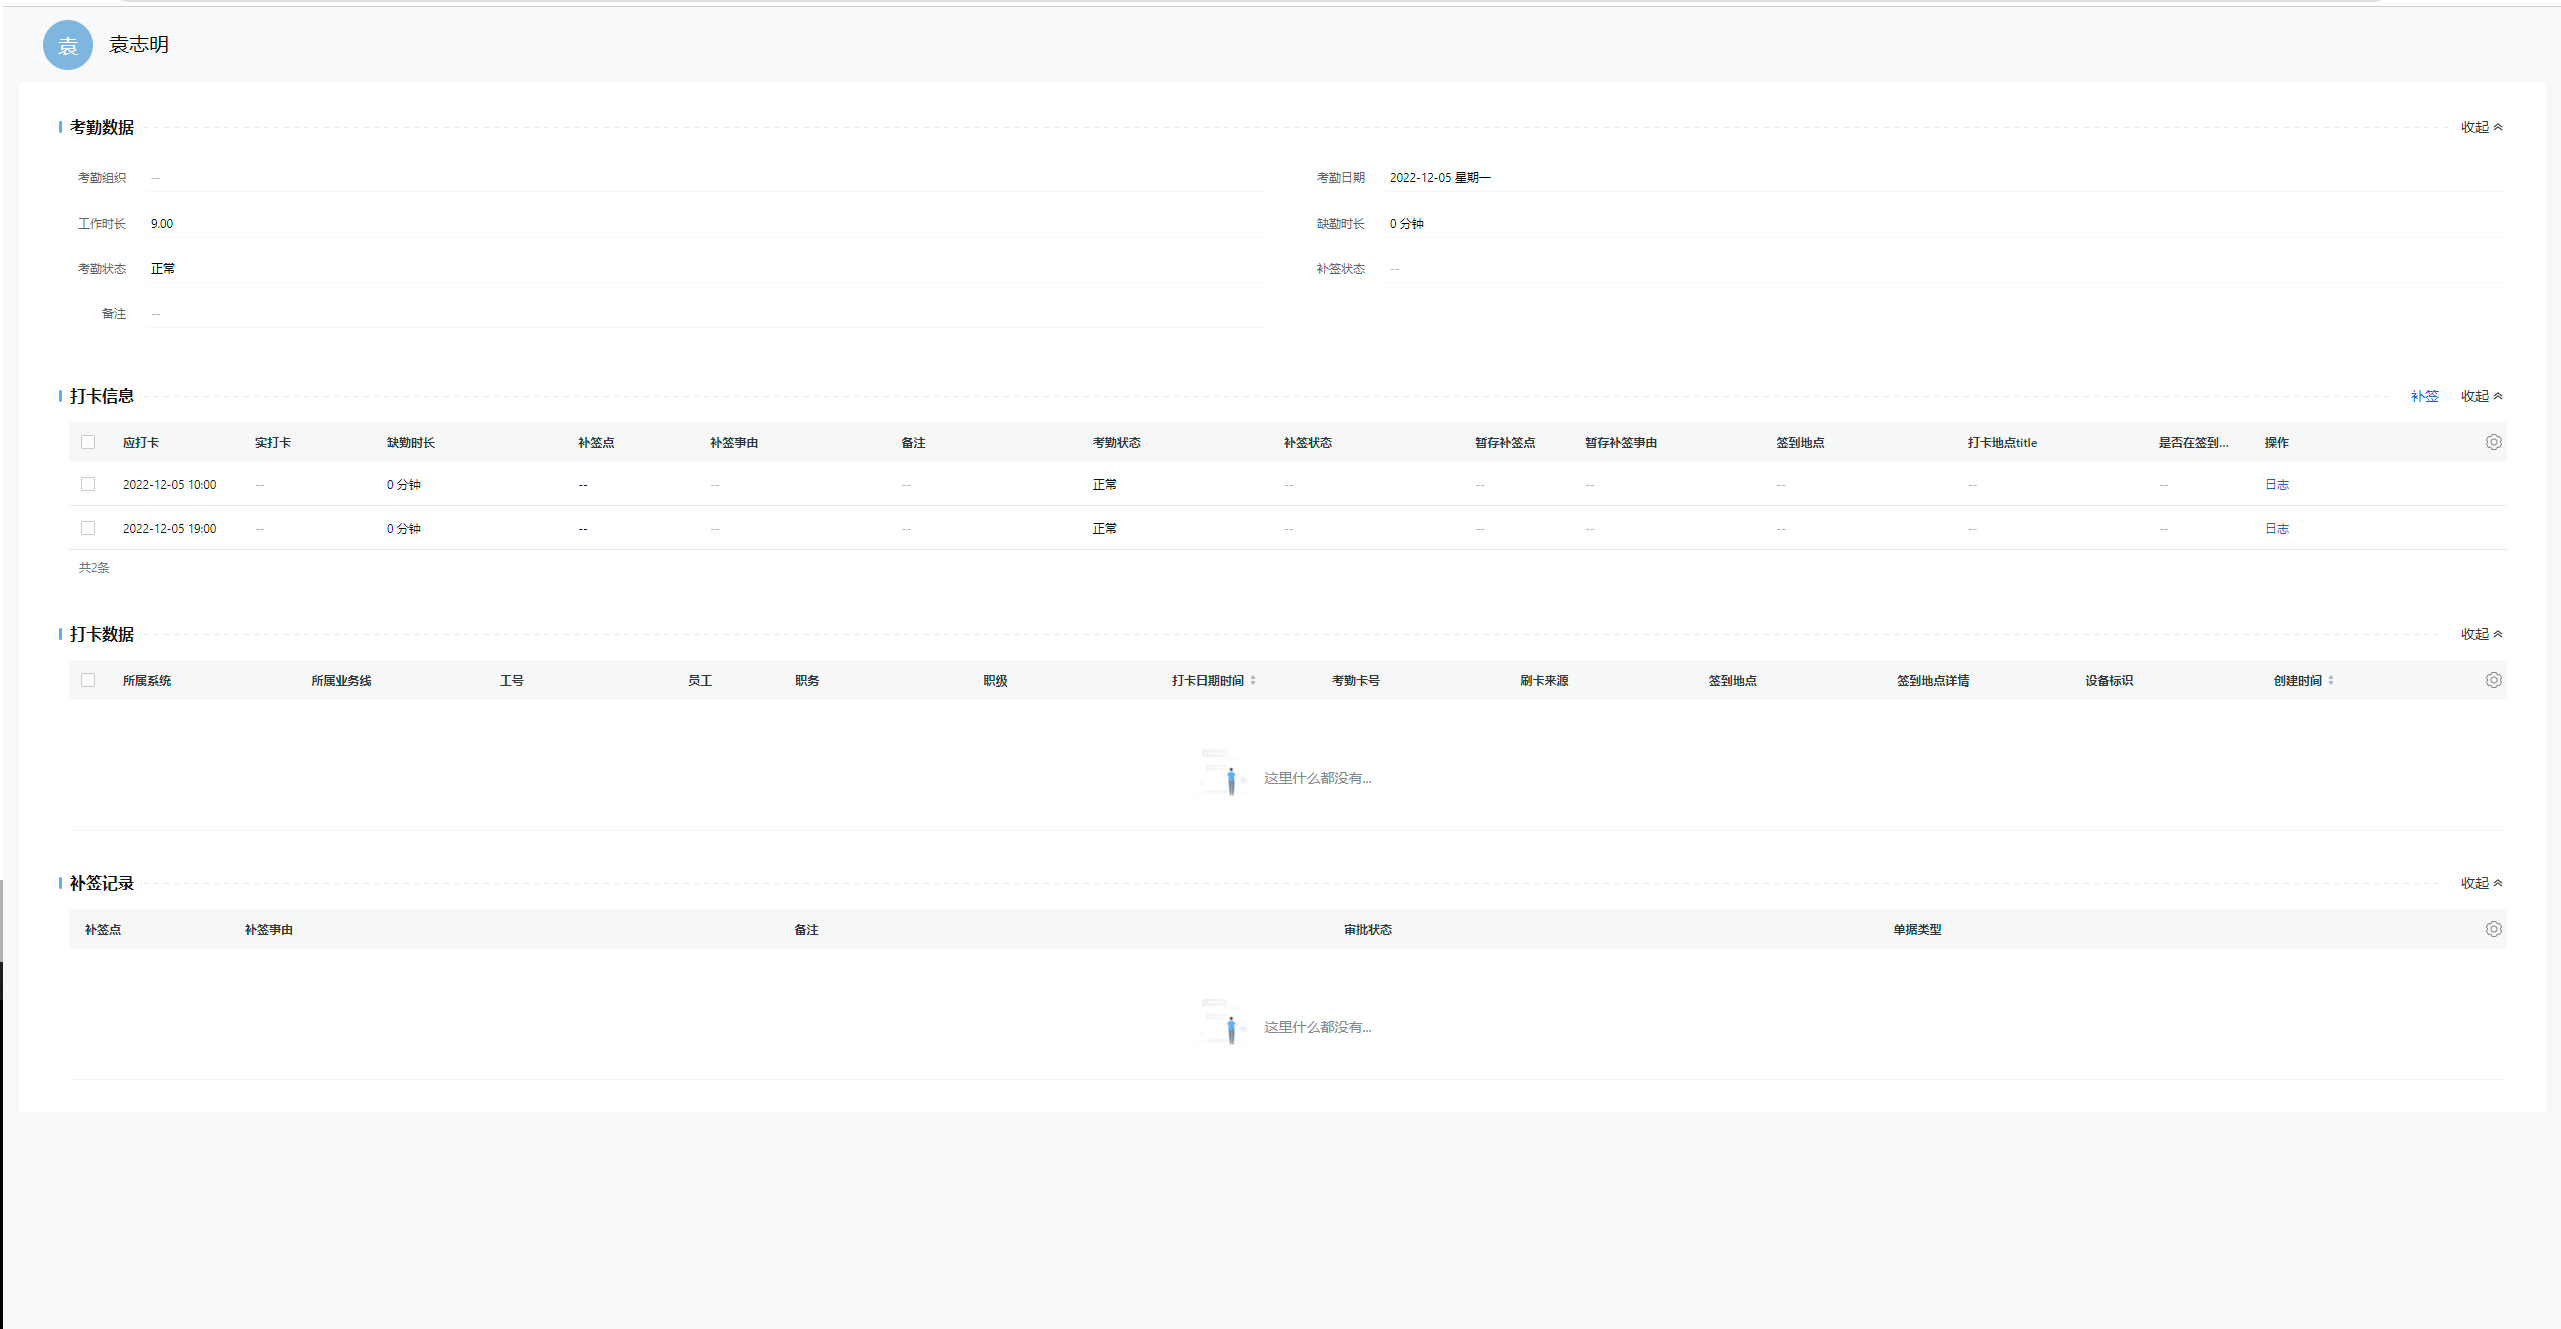 袁 袁志明
考勤数据 收起
考勤组织 -- 考勤日期 2022-12-05 星期一
工作时长 9.00 缺勤时长 0 分钟
考勤状态 正常 补签状态 --
备注 --
打卡信息 补签 收起
应打卡 实打卡 缺勤时长 补签点 补签事由 备注 考勤状态 补签状态 暂存补签点 暂存补签事由 签到地点 打卡地点title 是否在签到... 操作
2022-12-05 10:00 -- 0 分钟 -- -- -- 正常 -- -- -- -- -- -- 日志
2022-12-05 19:00 -- 0 分钟 -- -- -- 正常 -- -- -- -- -- -- 日志
共2条
打卡数据 收起
所属系统 所属业务线 工号 员工 职务 职级 打卡日期时间 考勤卡号 刷卡来源 签到地点 签到地点详情 设备标识 创建时间
这里什么都没有...
补签记录 收起
补签点 补签事由 备注 审批状态 单据类型
这里什么都没有...